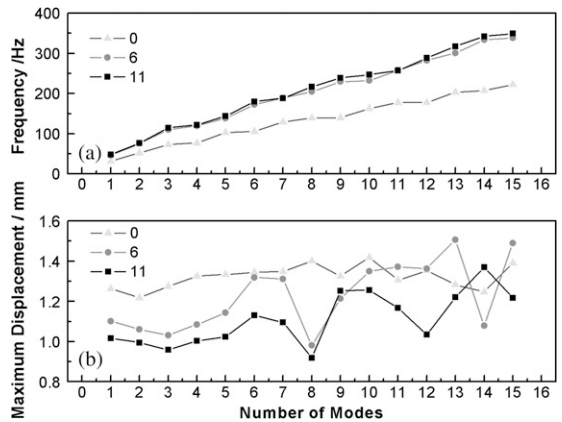 Frequency /Hz
400
300
200
100
0
0
6
11
(a)
0 1 2 3 4 5 6 7 8 9 10 11 12 13 14 15 16
Maximum Displacement / mm
1.6
1.4
1.2
1.0
0.8
0
6
11
(b)
0 1 2 3 4 5 6 7 8 9 10 11 12 13 14 15 16
Number of Modes